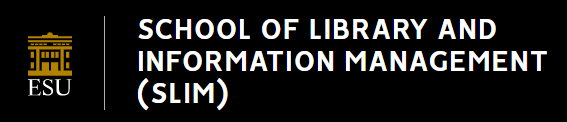 ESU
SCHOOL OF LIBRARY AND
INFORMATION MANAGEMENT
(SLIM)